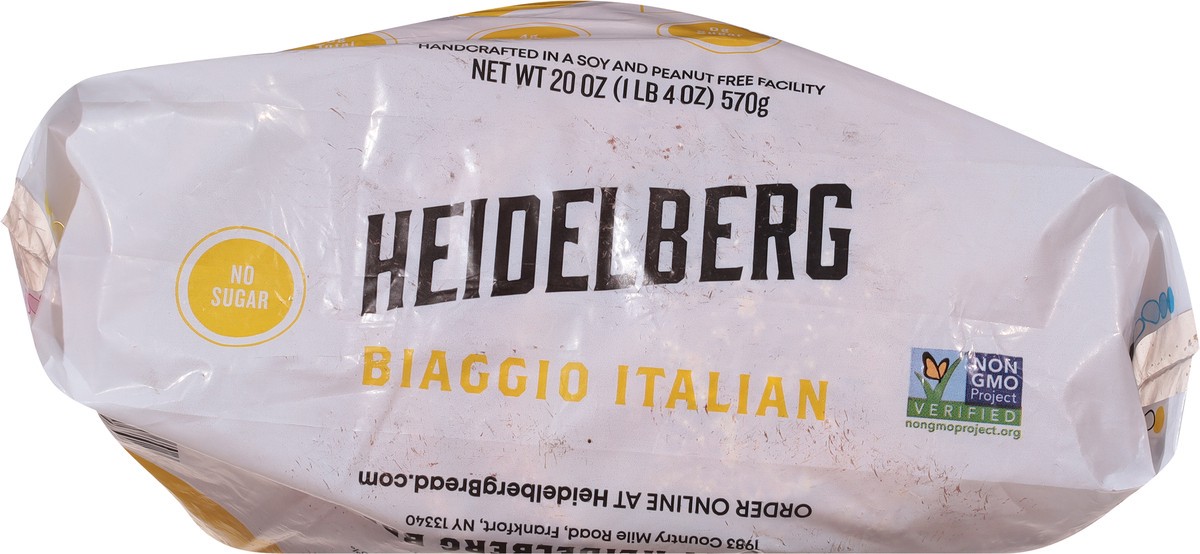 HANDCRAFTED IN A SOY AND PEANUT FREE FACILITY
NET WT 20 OZ (1 LB 4 OZ) 570g
HEIDELBERG
NO
SUGAR
BIAGGIO ITALIAN
NON
GMO
Project
VERIFIED
nongmoproject.org
ORDER ONLINE AT HeidelbergBread.com
1983 Country Mile Road, Frankfort, NY 13340
HEIDELBERG